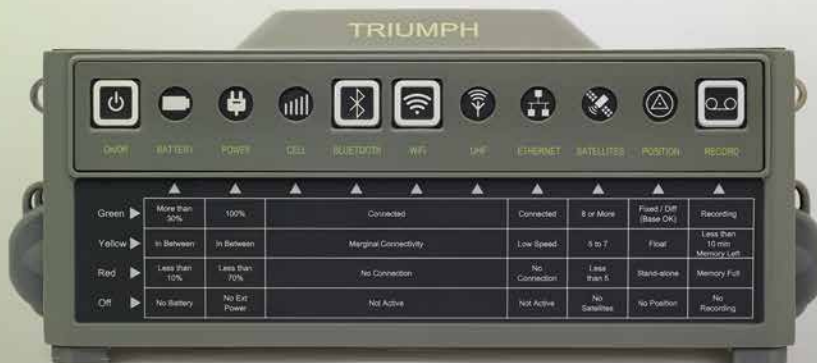 TRIUMPH
On/Off BATTERY POWER CELL BLUETOOTH WiFi UHF ETHERNET SATELLITES POSITION RECORD
Green More than 30% 100% Connected Connected 8 or More Fixed / Diff (Base OK) Recording
Yellow In Between In Between Marginal Connectivity Low Speed 5 to 7 Float Less than 10 min Memory Left
Red Less than 10% Less than 70% No Connection No Connection Less than 5 Stand-alone Memory Full
Off No Battery No Ext Power Not Active Not Active No Satellites No Position No Recording